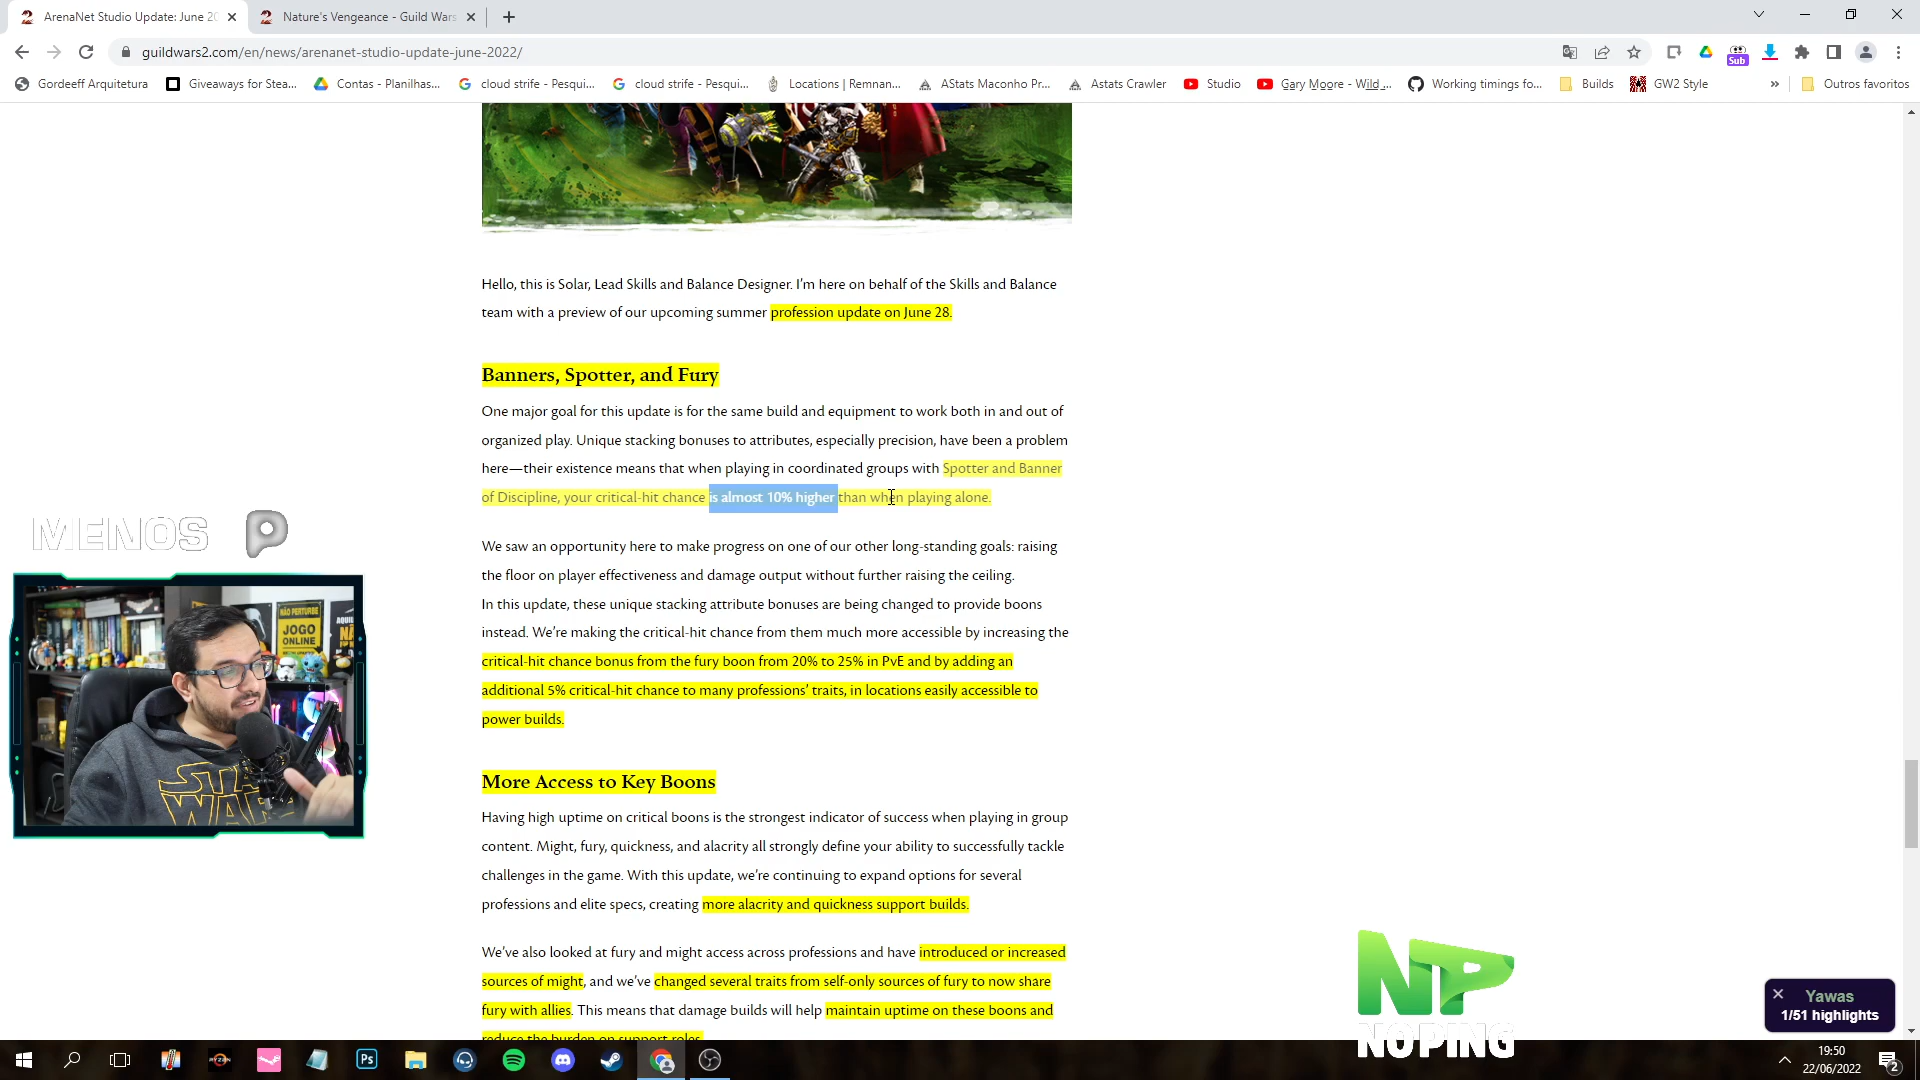 ArenaNet Studio Update: June 20
Nature's Vengeance - Guild Wars
guildwars2.com/en/news/arenanet-studio-update-june-2022/
Sub
Gordeeff Arquitetura
Giveaways for Stea...
Contas - Planilhas...
cloud strife - Pesqui...
cloud strife - Pesqui...
Locations | Remnan...
AStats Maconho Pr...
Astats Crawler
Studio
Gary Moore - Wild ...
Working timings fo...
Builds
GW2 Style
»
Outros favoritos
Hello, this is Solar, Lead Skills and Balance Designer. I'm here on behalf of the Skills and Balance
team with a preview of our upcoming summer profession update on June 28.
Banners, Spotter, and Fury
One major goal for this update is for the same build and equipment to work both in and out of
organized play. Unique stacking bonuses to attributes, especially precision, have been a problem
here—their existence means that when playing in coordinated groups with Spotter and Banner
of Discipline, your critical-hit chance is almost 10% higher than when playing alone.
We saw an opportunity here to make progress on one of our other long-standing goals: raising
the floor on player effectiveness and damage output without further raising the ceiling.
In this update, these unique stacking attribute bonuses are being changed to provide boons
instead. We're making the critical-hit chance from them much more accessible by increasing the
critical-hit chance bonus from the fury boon from 20% to 25% in PvE and by adding an
additional 5% critical-hit chance to many professions' traits, in locations easily accessible to
power builds.
More Access to Key Boons
Having high uptime on critical boons is the strongest indicator of success when playing in group
content. Might, fury, quickness, and alacrity all strongly define your ability to successfully tackle
challenges in the game. With this update, we're continuing to expand options for several
professions and elite specs, creating more alacrity and quickness support builds.
We've also looked at fury and might access across professions and have introduced or increased
sources of might, and we've changed several traits from self-only sources of fury to now share
fury with allies. This means that damage builds will help maintain uptime on these boons and
reduce the burden on support roles.
MENOS P
NÃO PERTURBE
JOGO
ONLINE
STAR
WARS
NP
NOPING
Yawas
1/51 highlights
Ps
19:50
22/06/2022
2